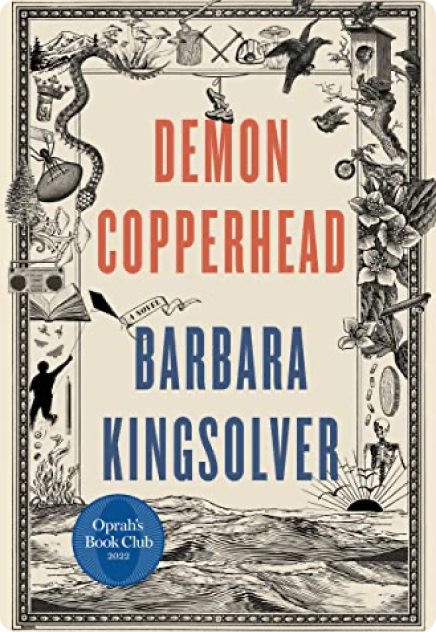 DEMON
COPPERHEAD
A NOVEL
BARBARA
KINGSOLVER
Oprah's
Book Club
2022